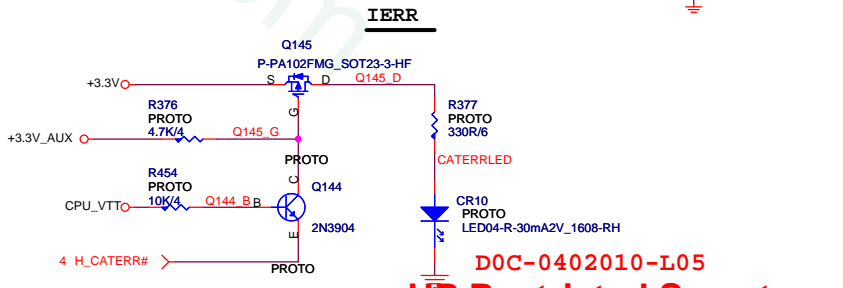 IERR
Q145
P-PA102FMG_SOT23-3-HF
+3.3V
S
D
Q145_D
G
R376
PROTO
4.7K/4
+3.3V_AUX
Q145_G
R377
PROTO
330R/6
PROTO
CATERRLED
R454
PROTO
10K/4
C
Q144
CPU_VTT
Q144_B
B
2N3904
E
CR10
PROTO
LED04-R-30mA2V_1608-RH
4 H_CATERR#
PROTO
D0C-0402010-L05